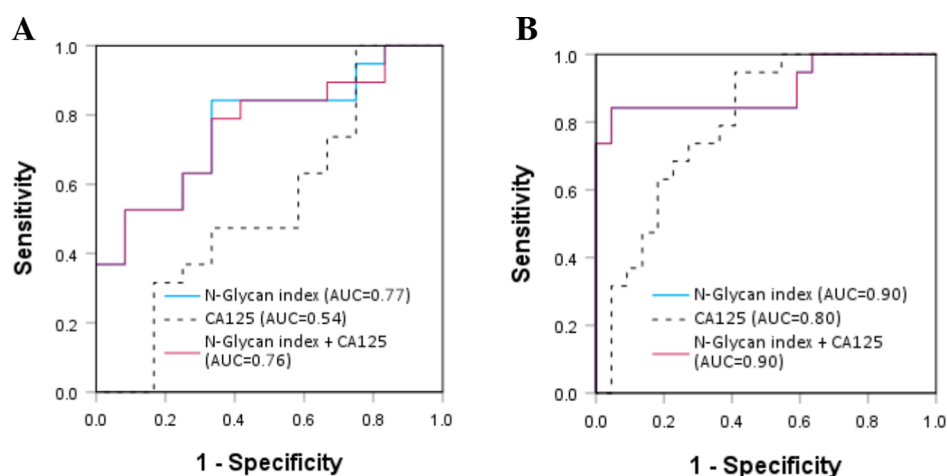 A
1.0
0.8
0.6
0.4
0.2
0.0
Sensitivity
N-Glycan index (AUC=0.77)
CA125 (AUC=0.54)
N-Glycan index + CA125
(AUC=0.76)
0.0 0.2 0.4 0.6 0.8 1.0
1 - Specificity
B
1.0
0.8
0.6
0.4
0.2
0.0
Sensitivity
N-Glycan index (AUC=0.90)
CA125 (AUC=0.80)
N-Glycan index + CA125
(AUC=0.90)
0.0 0.2 0.4 0.6 0.8 1.0
1 - Specificity